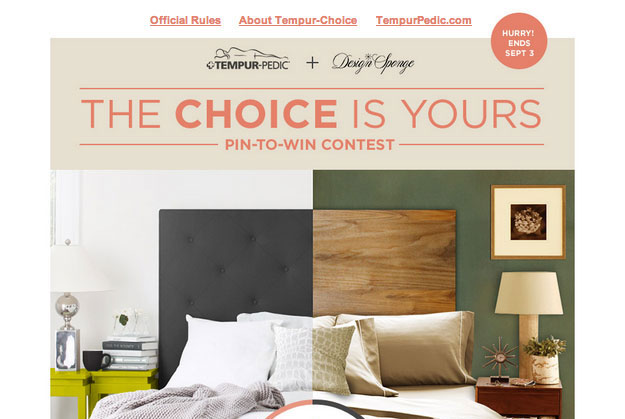 Official Rules About Tempur-Choice TempurPedic.com
HURRY!
ENDS
SEPT 3
TEMPUR-PEDIC + Design Sponge
THE CHOICE IS YOURS
PIN-TO-WIN CONTEST